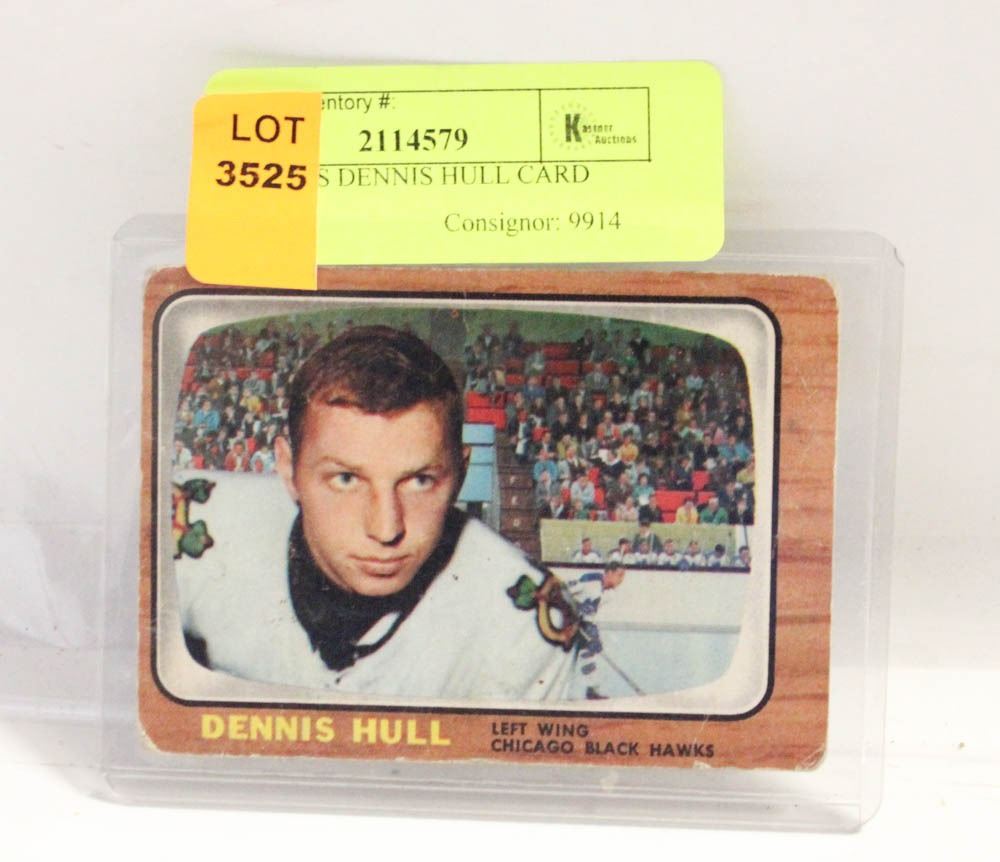 LOT
3525
entory #:
2114579
Kastner
Auctions
S DENNIS HULL CARD
Consignor: 9914
DENNIS HULL
LEFT WING
CHICAGO BLACK HAWKS